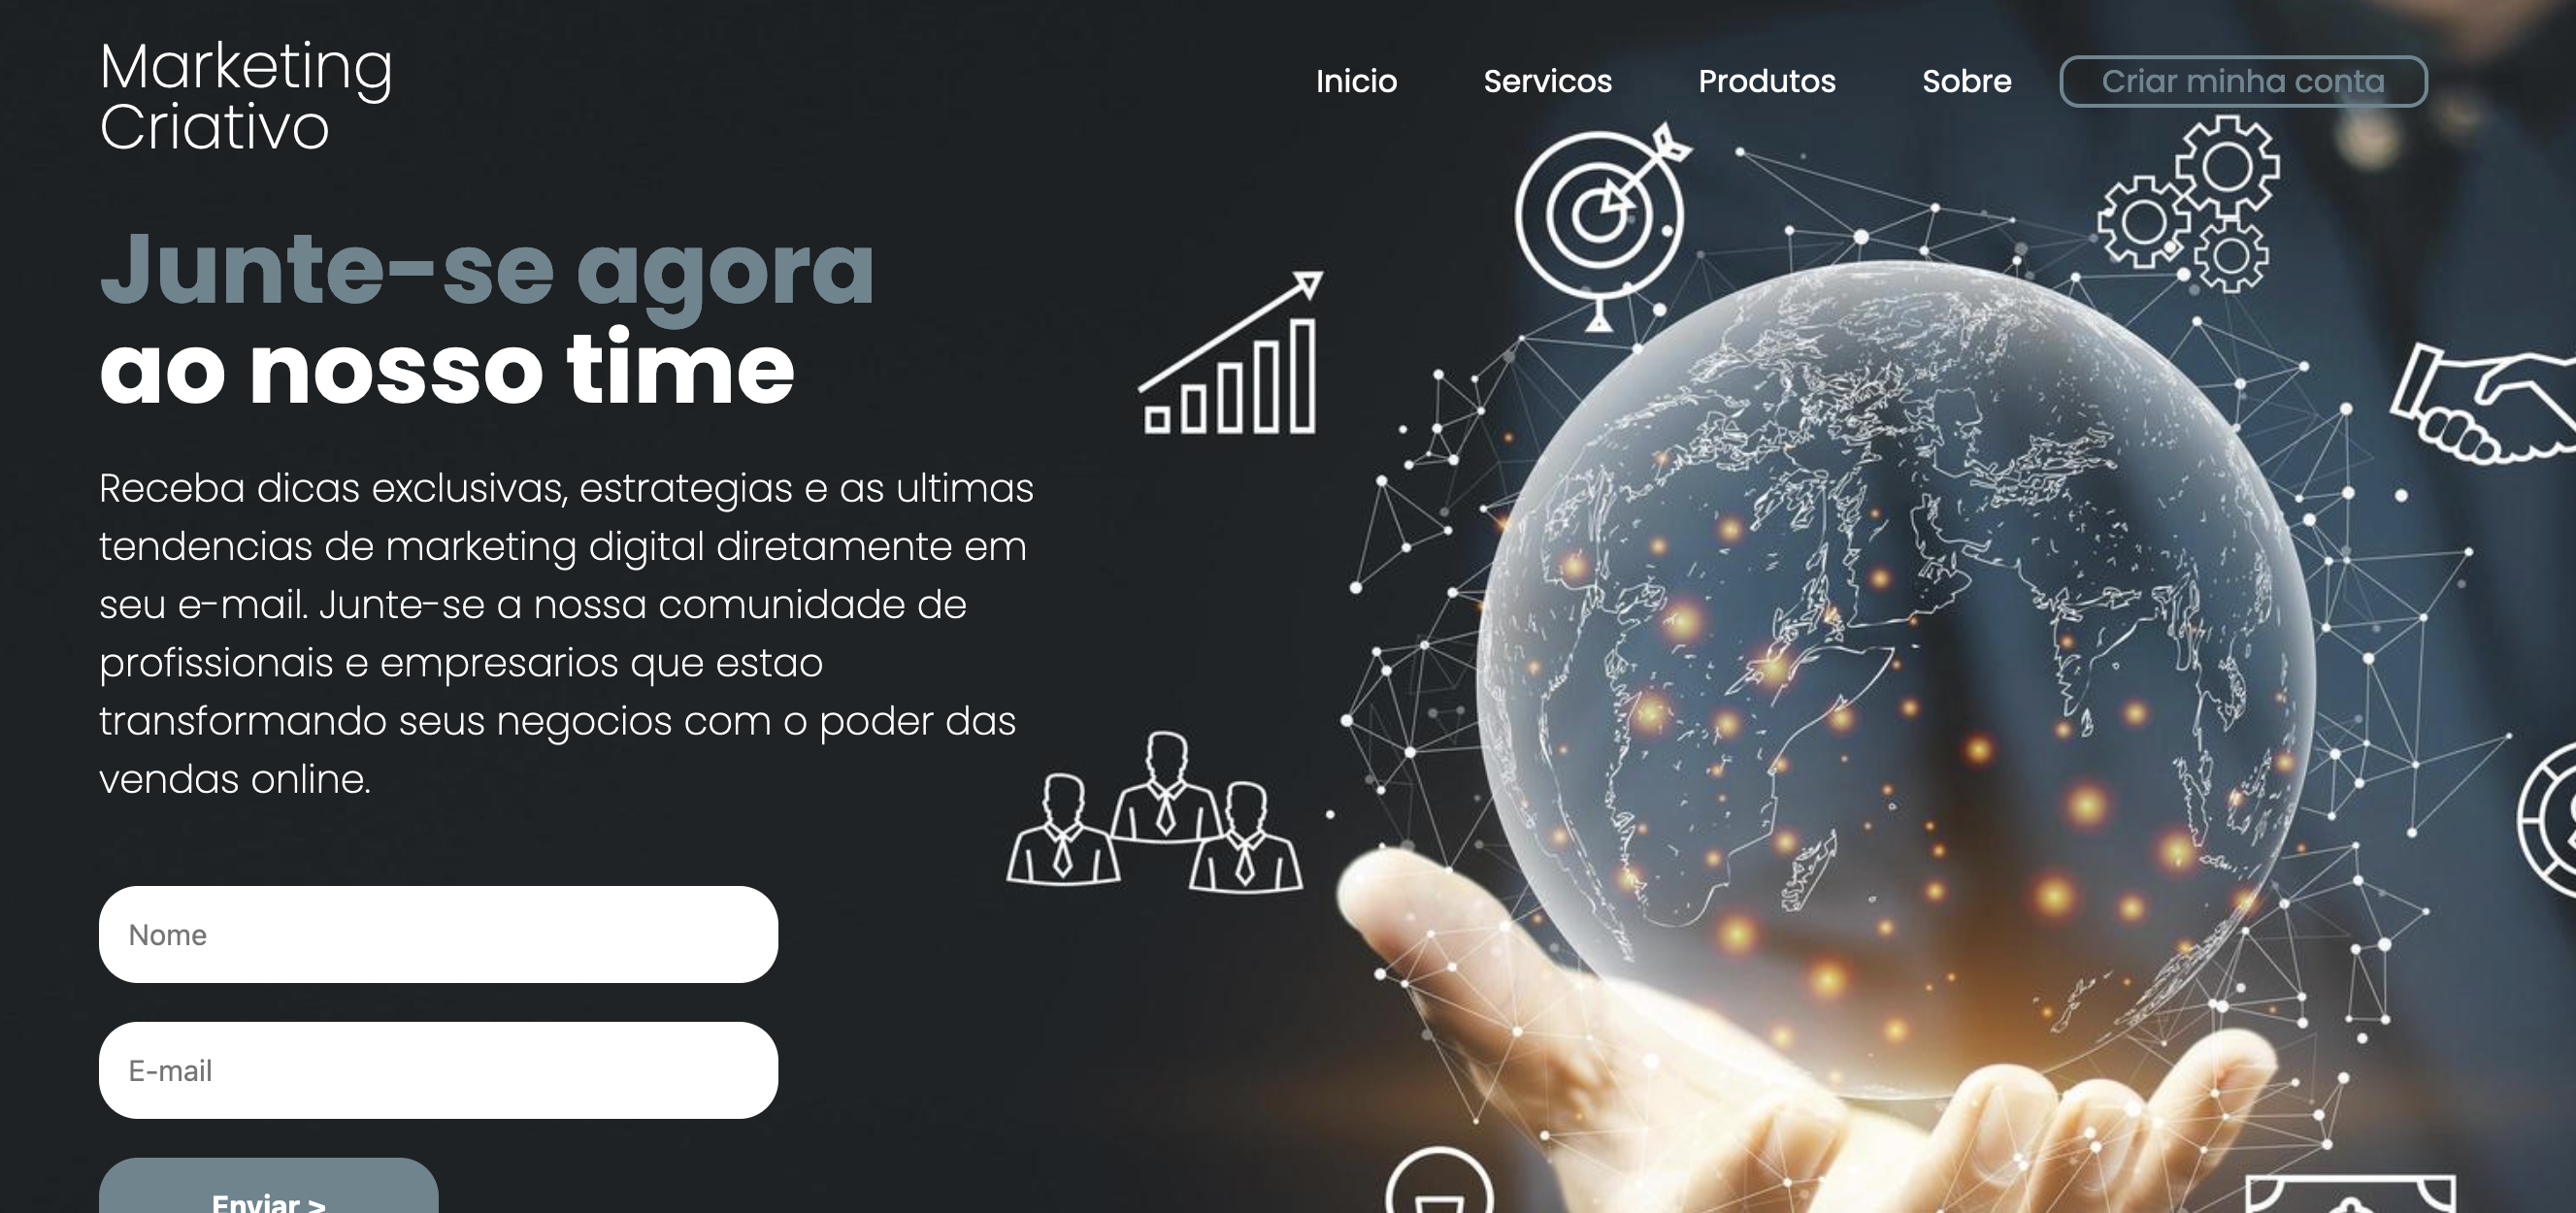 Marketing
Criativo
Inicio Servicos Produtos Sobre Criar minha conta
Junte-se agora
ao nosso time
Receba dicas exclusivas, estrategias e as ultimas
tendencias de marketing digital diretamente em
seu e-mail. Junte-se a nossa comunidade de
profissionais e empresarios que estao
transformando seus negocios com o poder das
vendas online.
Nome
E-mail
Enviar >